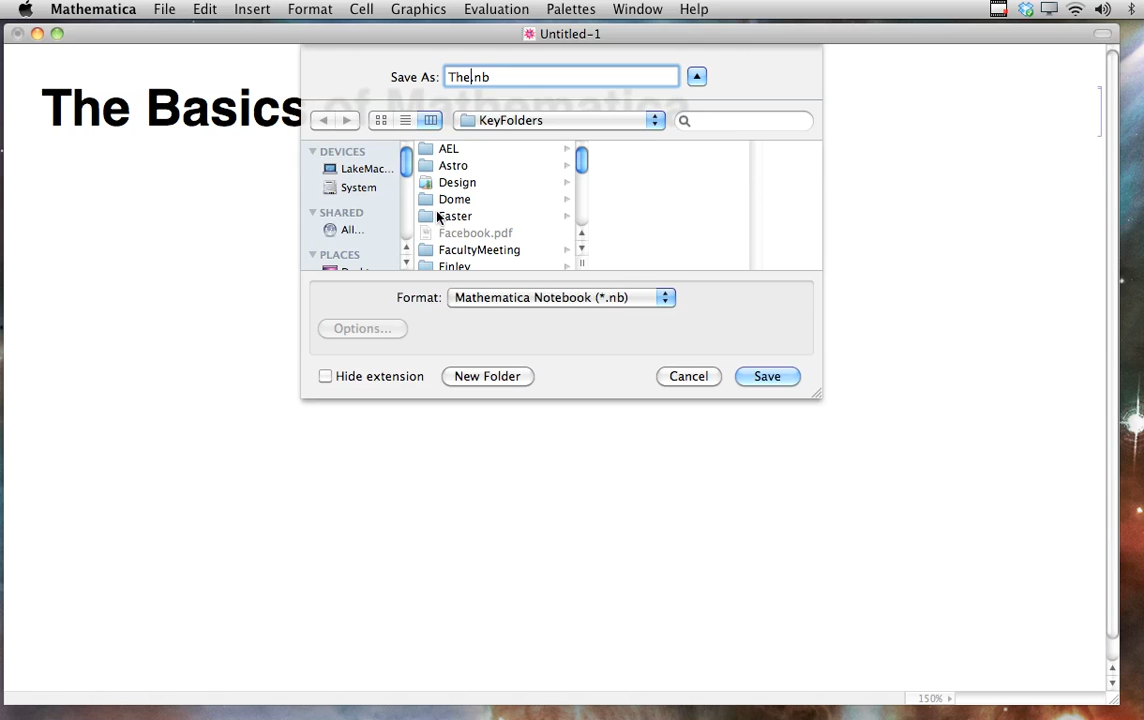 Mathematica File Edit Insert Format Cell Graphics Evaluation Palettes Window Help
Untitled-1
Save As: The.nb
The Basics of Mathematica
KeyFolders
DEVICES
LakeMac...
System
SHARED
All...
PLACES
AEL
Astro
Design
Dome
Easter
Facebook.pdf
FacultyMeeting
Finley
Format: Mathematica Notebook (*.nb)
Options...
Hide extension
New Folder
Cancel
Save
150%